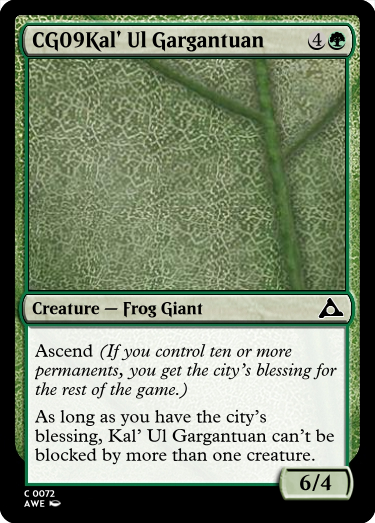 CG09Kal' Ul Gargantuan 4
Creature — Frog Giant
Ascend (If you control ten or more
permanents, you get the city's blessing for
the rest of the game.)
As long as you have the city's
blessing, Kal' Ul Gargantuan can't be
blocked by more than one creature.
6/4
C 0072
AWE